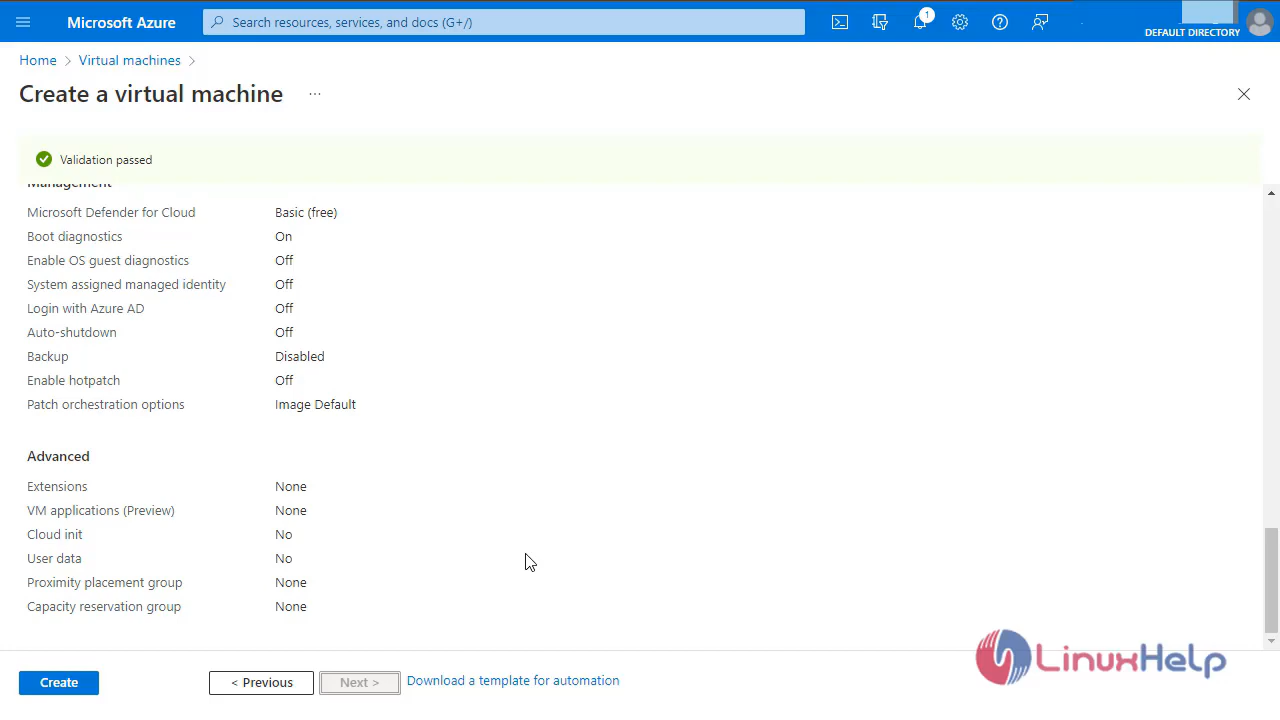 Microsoft Azure
Search resources, services, and docs (G+/)
1
DEFAULT DIRECTORY
Home > Virtual machines >
Create a virtual machine ...
Validation passed
Management
Microsoft Defender for Cloud Basic (free)
Boot diagnostics On
Enable OS guest diagnostics Off
System assigned managed identity Off
Login with Azure AD Off
Auto-shutdown Off
Backup Disabled
Enable hotpatch Off
Patch orchestration options Image Default
Advanced
Extensions None
VM applications (Preview) None
Cloud init No
User data No
Proximity placement group None
Capacity reservation group None
Create < Previous Next > Download a template for automation
LinuxHelp